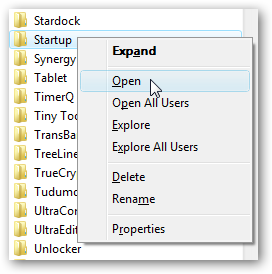 Stardock
Startup
Synergy
Tablet
TimerQ
Tiny Too
TransBa
TreeLine
TrueCry
Tudumo
UltraCor
UltraEdi
Unlocker
Expand
Open
Open All Users
Explore
Explore All Users
Delete
Rename
Properties